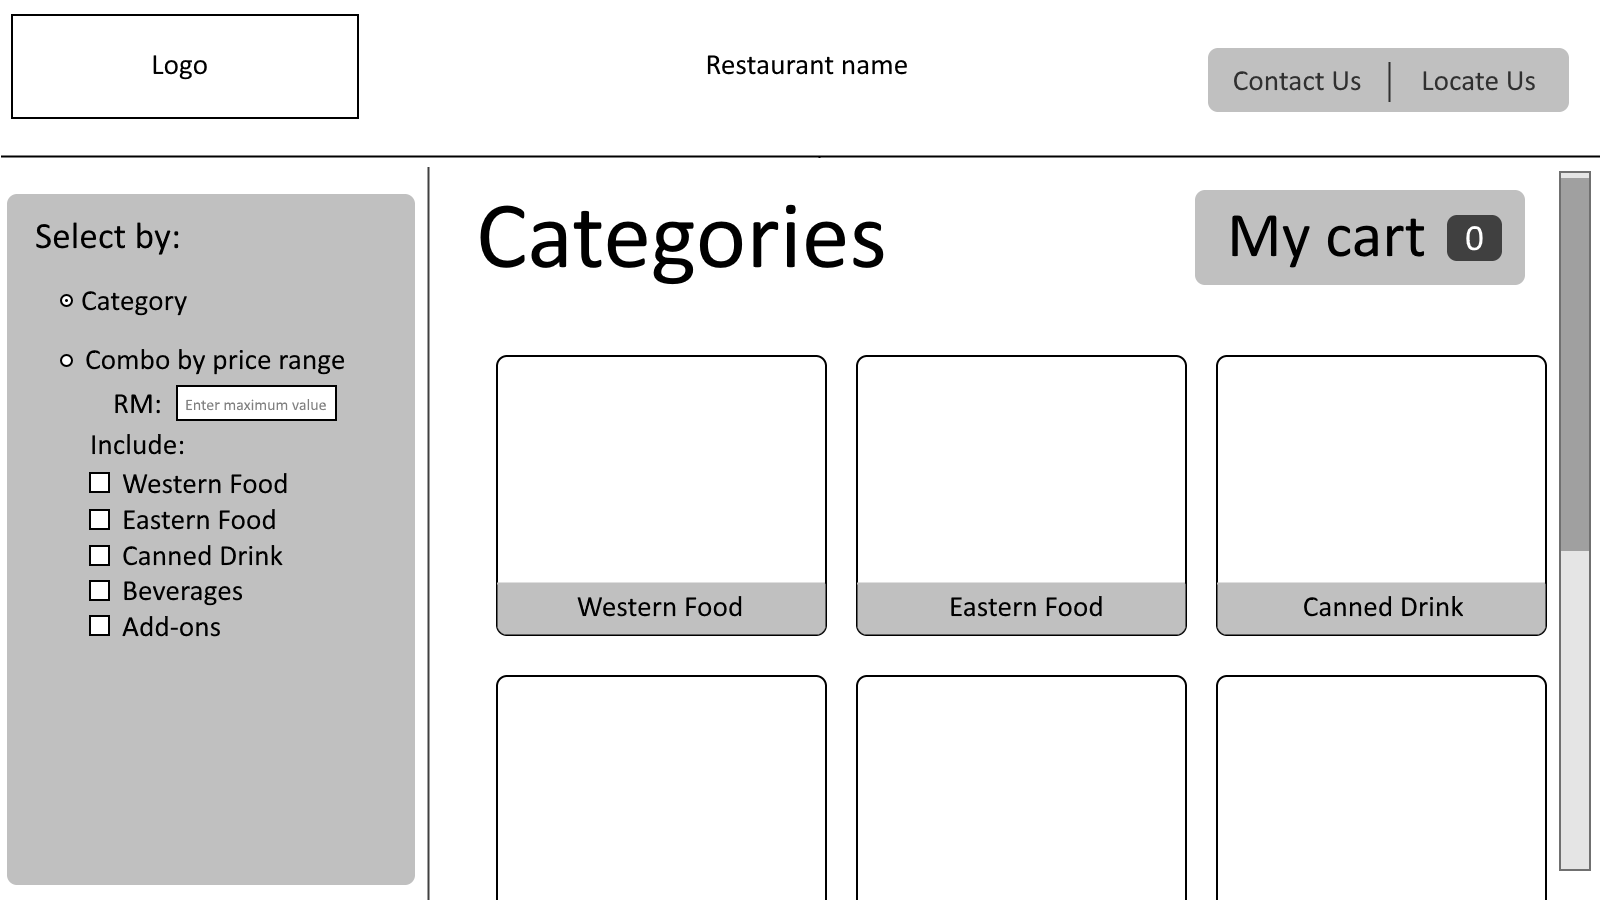 Logo
Restaurant name
Contact Us
Locate Us
Select by:
Category
Combo by price range
RM:
Enter maximum value
Include:
Western Food
Eastern Food
Canned Drink
Beverages
Add-ons
Categories
My cart 0
Western Food
Eastern Food
Canned Drink